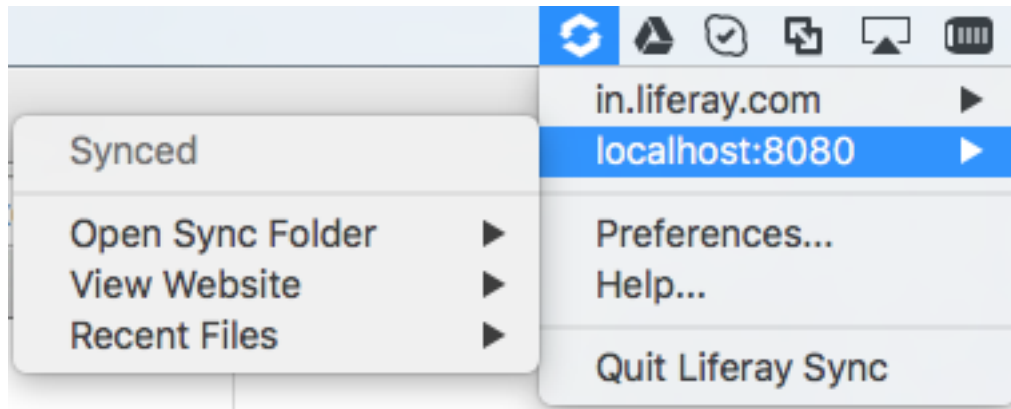 in.liferay.com
localhost:8080
Preferences...
Help...
Quit Liferay Sync
Synced
Open Sync Folder
View Website
Recent Files